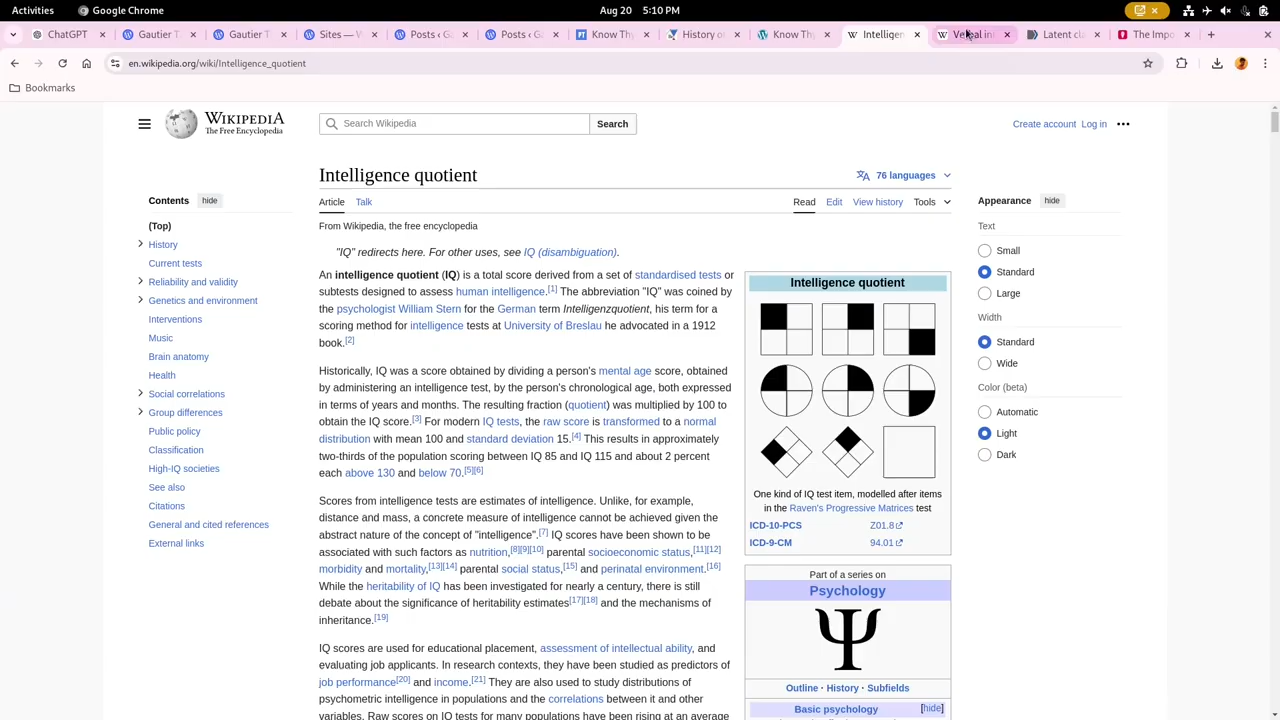 Activities
Google Chrome
Aug 20 5:10 PM
ChatGPT
Gautier T
Gautier T
Sites — W
Posts ‹ G
Posts ‹ G
Know Thy
History of
Know Thy
Intelligen
Verbal in
Latent cl
The Impo
en.wikipedia.org/wiki/Intelligence_quotient
Bookmarks
WIKIPEDIA
The Free Encyclopedia
Search Wikipedia
Search
Create account Log in
Intelligence quotient
76 languages
Article Talk
Read Edit View history Tools
From Wikipedia, the free encyclopedia
Contents hide
(Top)
History
Current tests
Reliability and validity
Genetics and environment
Interventions
Music
Brain anatomy
Health
Social correlations
Group differences
Public policy
Classification
High-IQ societies
See also
Citations
General and cited references
External links
"IQ" redirects here. For other uses, see IQ (disambiguation).
An intelligence quotient (IQ) is a total score derived from a set of standardised tests or
subtests designed to assess human intelligence.[1] The abbreviation "IQ" was coined by
the psychologist William Stern for the German term Intelligenzquotient, his term for a
scoring method for intelligence tests at University of Breslau he advocated in a 1912
book.[2]
Historically, IQ was a score obtained by dividing a person's mental age score, obtained
by administering an intelligence test, by the person's chronological age, both expressed
in terms of years and months. The resulting fraction (quotient) was multiplied by 100 to
obtain the IQ score.[3] For modern IQ tests, the raw score is transformed to a normal
distribution with mean 100 and standard deviation 15.[4] This results in approximately
two-thirds of the population scoring between IQ 85 and IQ 115 and about 2 percent
each above 130 and below 70.[5][6]
Scores from intelligence tests are estimates of intelligence. Unlike, for example,
distance and mass, a concrete measure of intelligence cannot be achieved given the
abstract nature of the concept of "intelligence".[7] IQ scores have been shown to be
associated with such factors as nutrition,[8][9][10] parental socioeconomic status,[11][12]
morbidity and mortality,[13][14] parental social status,[15] and perinatal environment.[16]
While the heritability of IQ has been investigated for nearly a century, there is still
debate about the significance of heritability estimates[17][18] and the mechanisms of
inheritance.[19]
IQ scores are used for educational placement, assessment of intellectual ability, and
evaluating job applicants. In research contexts, they have been studied as predictors of
job performance[20] and income.[21] They are also used to study distributions of
psychometric intelligence in populations and the correlations between it and other
variables. Raw scores on IQ tests for many populations have been rising at an average
Intelligence quotient
One kind of IQ test item, modelled after items
in the Raven's Progressive Matrices test
ICD-10-PCS Z01.8
ICD-9-CM 94.01
Part of a series on
Psychology
Ψ
Outline · History · Subfields
Basic psychology [hide]
Appearance hide
Text
Small
Standard
Large
Width
Standard
Wide
Color (beta)
Automatic
Light
Dark